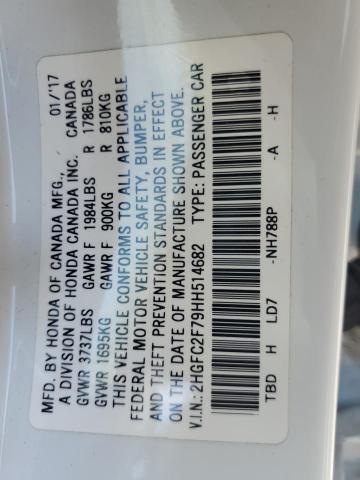 MFD. BY HONDA OF CANADA MFG., 01/'17
A DIVISION OF HONDA CANADA INC. CANADA
GVWR 3737LBS GAWR F 1984LBS R 1786LBS
GVWR 1695KG GAWR F 900KG R 810KG
THIS VEHICLE CONFORMS TO ALL APPLICABLE
FEDERAL MOTOR VEHICLE SAFETY, BUMPER,
AND THEFT PREVENTION STANDARDS IN EFFECT
ON THE DATE OF MANUFACTURE SHOWN ABOVE.
V.I.N.: 2HGFC2F79HH514682 TYPE: PASSENGER CAR
TBD H LD7 -NH788P -A -H